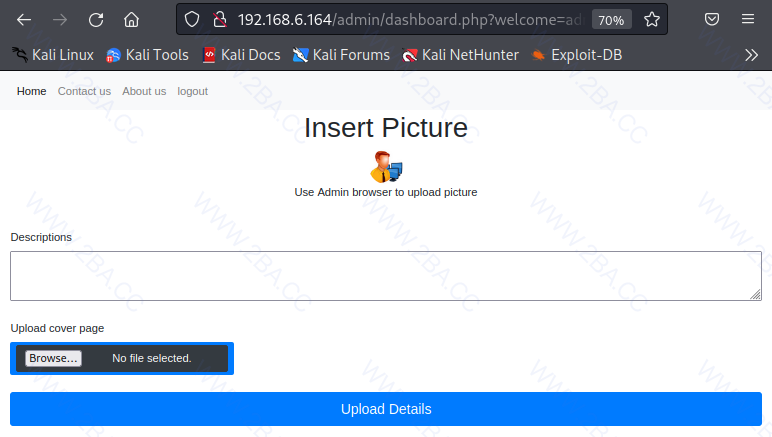 192.168.6.164/admin/dashboard.php?welcome=adm 70%
Kali Linux Kali Tools Kali Docs Kali Forums Kali NetHunter Exploit-DB
Home Contact us About us logout
Insert Picture
Use Admin browser to upload picture
Descriptions
Upload cover page
Browse... No file selected.
Upload Details
WWW.2BA.CC